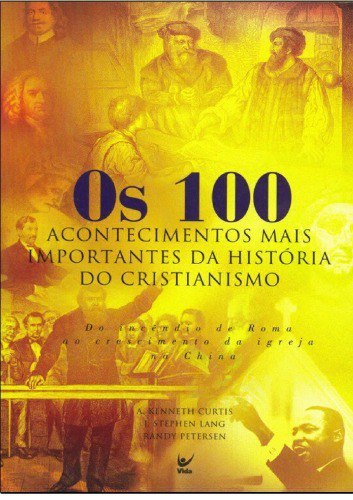 Os 100
ACONTECIMENTOS MAIS
IMPORTANTES DA HISTÓRIA
DO CRISTIANISMO
Do incêndio de Roma
ao crescimento da igreja
na China
A. KENNETH CURTIS
J. STEPHEN LANG
RANDY PETERSEN
Vida